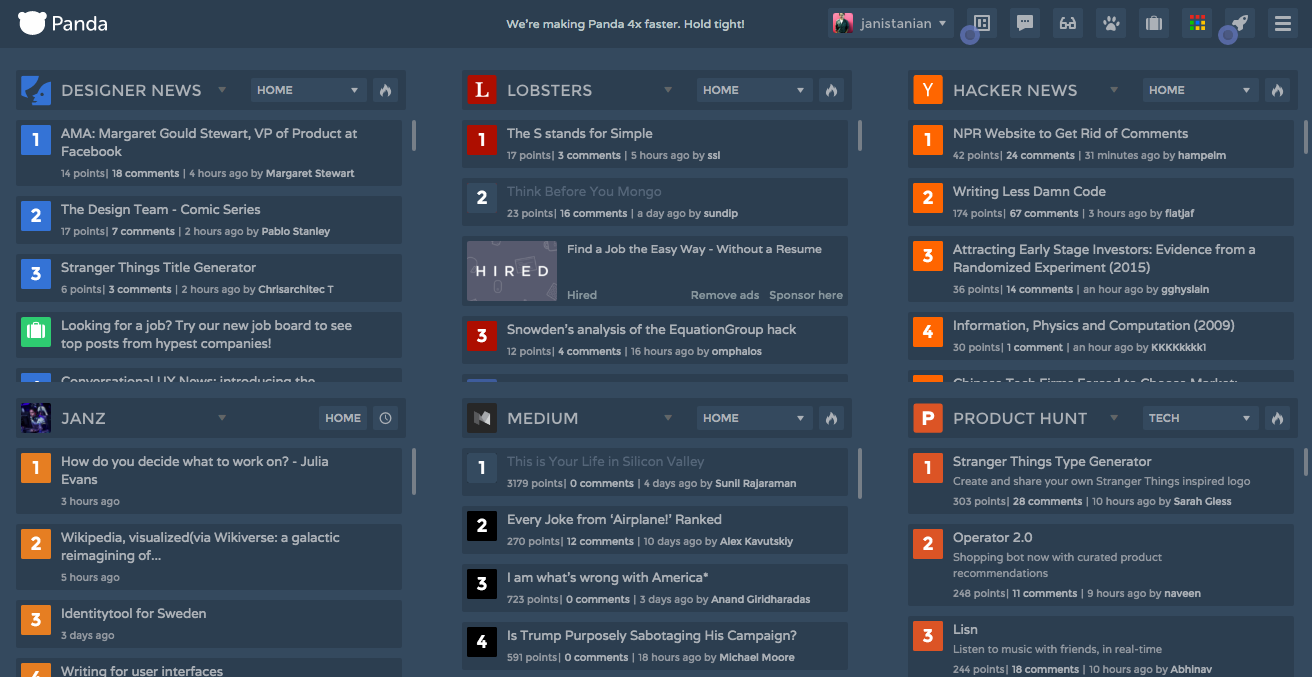 Panda
We're making Panda 4x faster. Hold tight!
janistanian
DESIGNER NEWS
HOME
1
AMA: Margaret Gould Stewart, VP of Product at
Facebook
14 points| 18 comments | 4 hours ago by Margaret Stewart
2
The Design Team - Comic Series
17 points| 7 comments | 2 hours ago by Pablo Stanley
3
Stranger Things Title Generator
6 points| 3 comments | 2 hours ago by Chrisarchitec T
Looking for a job? Try our new job board to see
top posts from hypest companies!
Conversational UX News: introducing the
L
LOBSTERS
HOME
1
The S stands for Simple
17 points| 3 comments | 5 hours ago by ssl
2
Think Before You Mongo
23 points| 16 comments | a day ago by sundip
HIRED
Find a Job the Easy Way - Without a Resume
Hired
Remove ads
Sponsor here
3
Snowden's analysis of the EquationGroup hack
12 points| 4 comments | 16 hours ago by omphalos
Y
HACKER NEWS
HOME
1
NPR Website to Get Rid of Comments
42 points| 24 comments | 31 minutes ago by hampelm
2
Writing Less Damn Code
174 points| 67 comments | 3 hours ago by flatjaf
3
Attracting Early Stage Investors: Evidence from a
Randomized Experiment (2015)
36 points| 14 comments | an hour ago by gghyslain
4
Information, Physics and Computation (2009)
30 points| 1 comment | an hour ago by KKKKkkkk1
Chinese Tech Firms Forced to Choose Market:
JANZ
HOME
1
How do you decide what to work on? - Julia
Evans
3 hours ago
2
Wikipedia, visualized(via Wikiverse: a galactic
reimagining of...
5 hours ago
3
Identitytool for Sweden
3 days ago
4
Writing for user interfaces
MEDIUM
HOME
1
This is Your Life in Silicon Valley
3179 points| 0 comments | 4 days ago by Sunil Rajaraman
2
Every Joke from ‘Airplane!’ Ranked
270 points| 12 comments | 10 days ago by Alex Kavutskiy
3
I am what's wrong with America*
723 points| 0 comments | 3 days ago by Anand Giridharadas
4
Is Trump Purposely Sabotaging His Campaign?
591 points| 0 comments | 18 hours ago by Michael Moore
P
PRODUCT HUNT
TECH
1
Stranger Things Type Generator
Create and share your own Stranger Things inspired logo
303 points| 28 comments | 10 hours ago by Sarah Gless
2
Operator 2.0
Shopping bot now with curated product
recommendations
248 points| 11 comments | 9 hours ago by naveen
3
Lisn
Listen to music with friends, in real-time
244 points| 18 comments | 10 hours ago by Abhinav